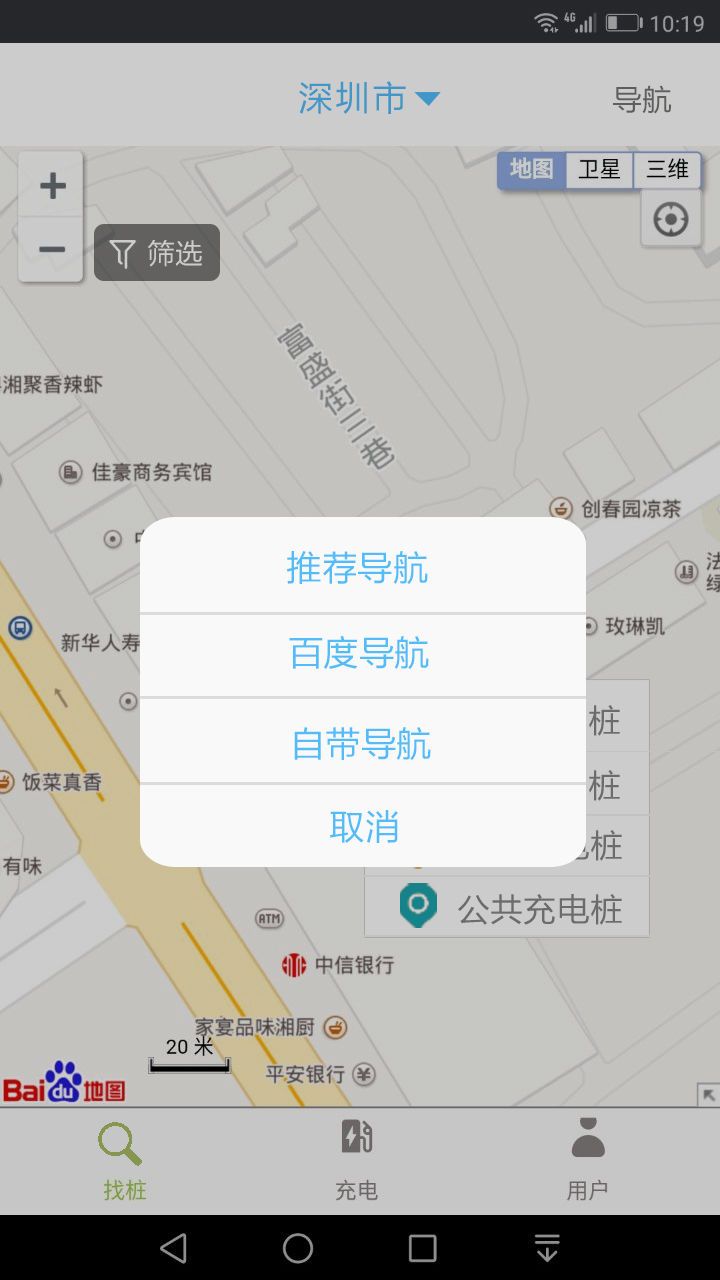 4G 10:19
深圳市 导航
地图 卫星 三维
筛选
富盛街三巷
湘聚香辣虾
佳豪商务宾馆
创春园凉茶
推荐导航
玫琳凯
新华人寿
百度导航
桩
自带导航
桩
饭菜真香
取消
电桩
有味
公共充电桩
ATM
中信银行
家宴品味湘厨
20 米
平安银行
Bai du 地图
找桩 充电 用户